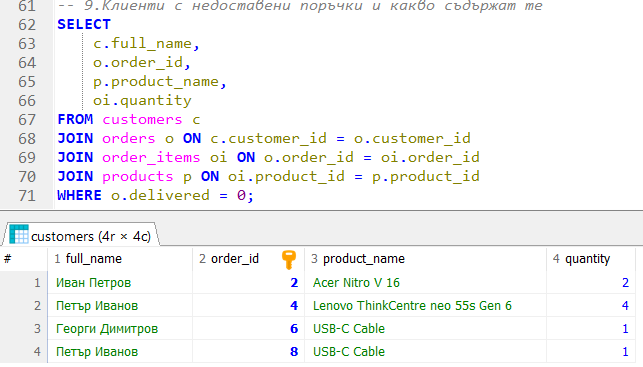 61 -- 9.Клиенти с недоставени поръчки и какво съдържат те
62 SELECT
63 c.full_name,
64 o.order_id,
65 p.product_name,
66 oi.quantity
67 FROM customers c
68 JOIN orders o ON c.customer_id = o.customer_id
69 JOIN order_items oi ON o.order_id = oi.order_id
70 JOIN products p ON oi.product_id = p.product_id
71 WHERE o.delivered = 0;
customers (4r × 4c)
# 1 full_name 2 order_id 3 product_name 4 quantity
1 Иван Петров 2 Acer Nitro V 16 2
2 Петър Иванов 4 Lenovo ThinkCentre neo 55s Gen 6 4
3 Георги Димитров 6 USB-C Cable 1
4 Петър Иванов 8 USB-C Cable 1